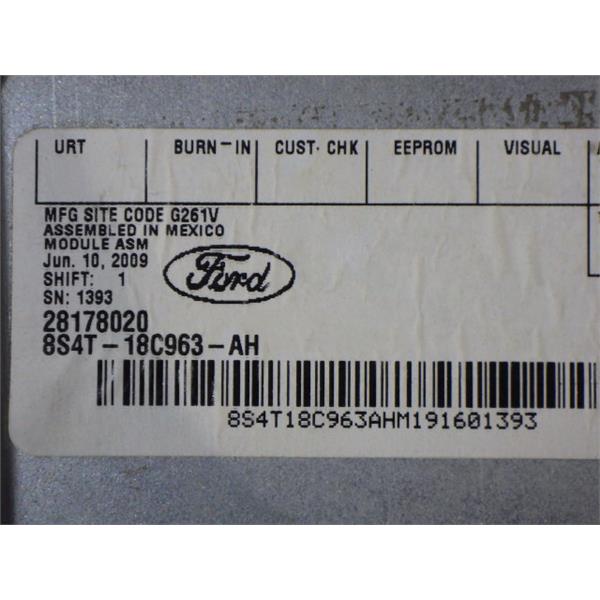 URT BURN-IN CUST. CHK EEPROM VISUAL
MFG SITE CODE G261V
ASSEMBLED IN MEXICO
MODULE ASM
Jun. 10, 2009
SHIFT: 1
SN: 1393
Ford
28178020
8S4T-18C963-AH
8S4T18C963AHM191601393